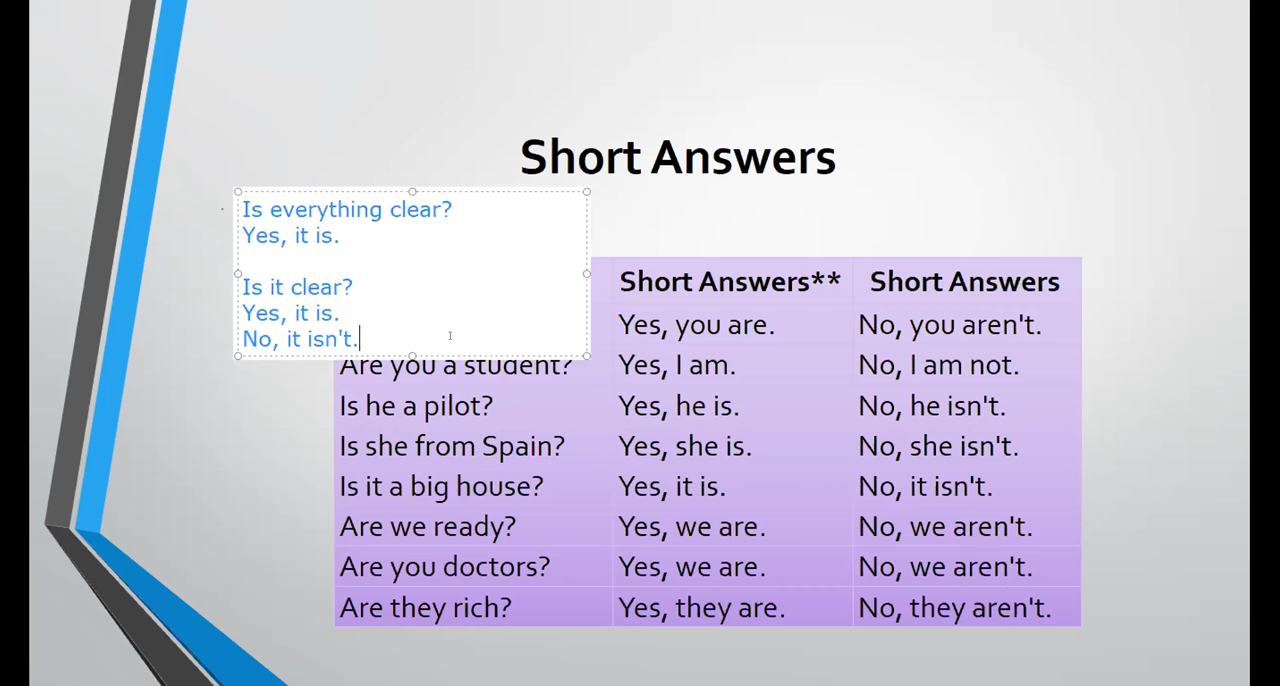 Short Answers
Is everything clear?
Yes, it is.
Is it clear?
Yes, it is.
No, it isn't.
Short Answers** Short Answers
Yes, you are. No, you aren't.
Are you a student? Yes, I am. No, I am not.
Is he a pilot? Yes, he is. No, he isn't.
Is she from Spain? Yes, she is. No, she isn't.
Is it a big house? Yes, it is. No, it isn't.
Are we ready? Yes, we are. No, we aren't.
Are you doctors? Yes, we are. No, we aren't.
Are they rich? Yes, they are. No, they aren't.